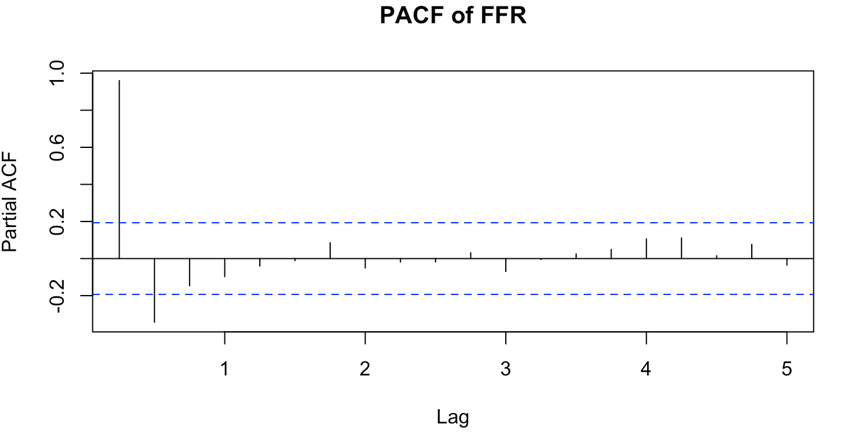 PACF of FFR
Partial ACF
1.0
0.6
0.2
-0.2
1 2 3 4 5
Lag